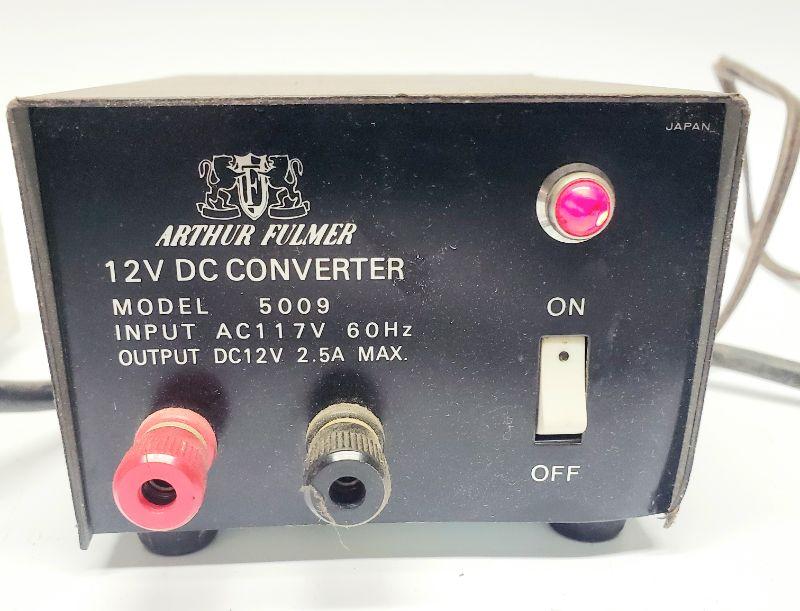 JAPAN
F
ARTHUR FULMER
12V DC CONVERTER
MODEL 5009
INPUT AC117V 60Hz
OUTPUT DC12V 2.5A MAX.
ON
OFF